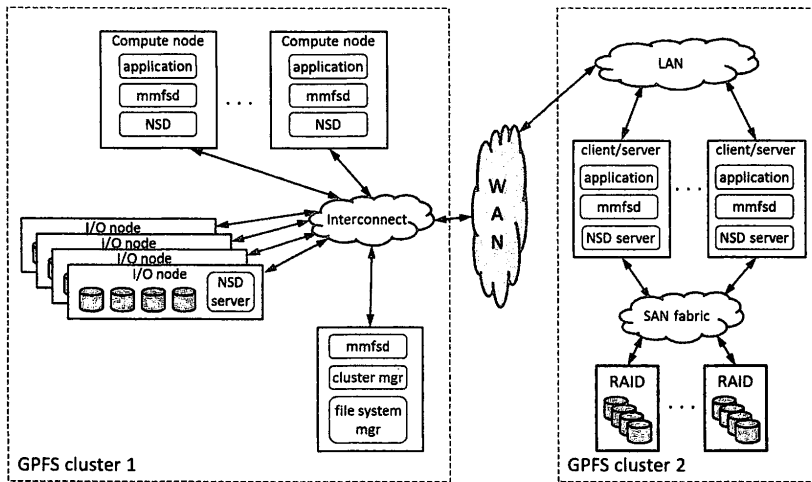 Compute node
application
mmfsd
NSD
. . .
Compute node
application
mmfsd
NSD
Interconnect
I/O node
I/O node
I/O node
I/O node
NSD
server
mmfsd
cluster mgr
file system
mgr
GPFS cluster 1
W
A
N
LAN
client/server
application
mmfsd
NSD server
. . .
client/server
application
mmfsd
NSD server
SAN fabric
RAID
. . .
RAID
GPFS cluster 2